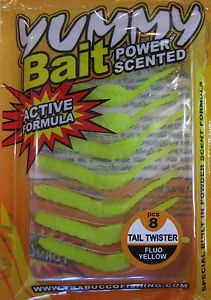 YUMMY
Bait
POWER
SCENTED
ACTIVE
FORMULA
pcs
8
TAIL TWISTER
FLUO
YELLOW
SPECIAL BUILT IN POWDER SCENT FORMULA
WWW.TRABUCCOFISHING.COM